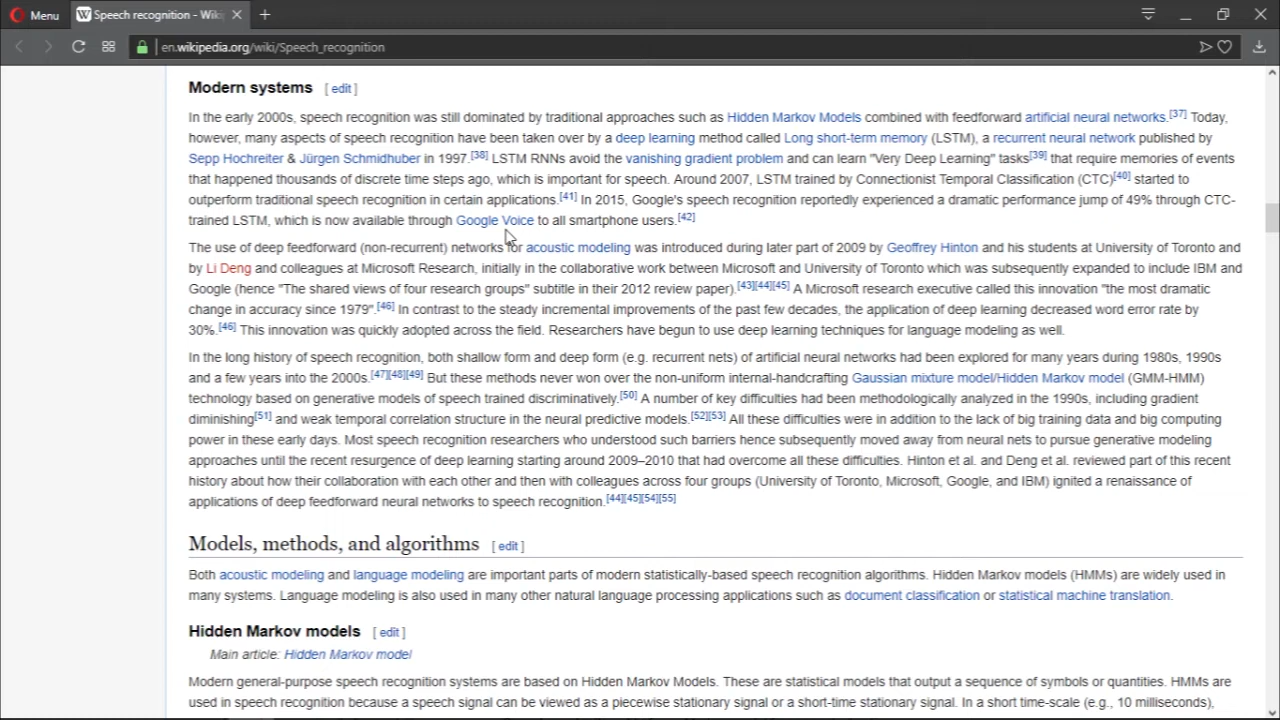 Menu
Speech recognition - Wiki
en.wikipedia.org/wiki/Speech_recognition
Modern systems [ edit ]
In the early 2000s, speech recognition was still dominated by traditional approaches such as Hidden Markov Models combined with feedforward artificial neural networks.[37] Today,
however, many aspects of speech recognition have been taken over by a deep learning method called Long short-term memory (LSTM), a recurrent neural network published by
Sepp Hochreiter & Jürgen Schmidhuber in 1997.[38] LSTM RNNs avoid the vanishing gradient problem and can learn "Very Deep Learning" tasks[39] that require memories of events
that happened thousands of discrete time steps ago, which is important for speech. Around 2007, LSTM trained by Connectionist Temporal Classification (CTC)[40] started to
outperform traditional speech recognition in certain applications.[41] In 2015, Google's speech recognition reportedly experienced a dramatic performance jump of 49% through CTC-
trained LSTM, which is now available through Google Voice to all smartphone users.[42]
The use of deep feedforward (non-recurrent) networks for acoustic modeling was introduced during later part of 2009 by Geoffrey Hinton and his students at University of Toronto and
by Li Deng and colleagues at Microsoft Research, initially in the collaborative work between Microsoft and University of Toronto which was subsequently expanded to include IBM and
Google (hence "The shared views of four research groups" subtitle in their 2012 review paper).[43][44][45] A Microsoft research executive called this innovation "the most dramatic
change in accuracy since 1979".[46] In contrast to the steady incremental improvements of the past few decades, the application of deep learning decreased word error rate by
30%.[46] This innovation was quickly adopted across the field. Researchers have begun to use deep learning techniques for language modeling as well.
In the long history of speech recognition, both shallow form and deep form (e.g. recurrent nets) of artificial neural networks had been explored for many years during 1980s, 1990s
and a few years into the 2000s.[47][48][49] But these methods never won over the non-uniform internal-handcrafting Gaussian mixture model/Hidden Markov model (GMM-HMM)
technology based on generative models of speech trained discriminatively.[50] A number of key difficulties had been methodologically analyzed in the 1990s, including gradient
diminishing[51] and weak temporal correlation structure in the neural predictive models.[52][53] All these difficulties were in addition to the lack of big training data and big computing
power in these early days. Most speech recognition researchers who understood such barriers hence subsequently moved away from neural nets to pursue generative modeling
approaches until the recent resurgence of deep learning starting around 2009–2010 that had overcome all these difficulties. Hinton et al. and Deng et al. reviewed part of this recent
history about how their collaboration with each other and then with colleagues across four groups (University of Toronto, Microsoft, Google, and IBM) ignited a renaissance of
applications of deep feedforward neural networks to speech recognition.[44][45][54][55]
Models, methods, and algorithms [ edit ]
Both acoustic modeling and language modeling are important parts of modern statistically-based speech recognition algorithms. Hidden Markov models (HMMs) are widely used in
many systems. Language modeling is also used in many other natural language processing applications such as document classification or statistical machine translation.
Hidden Markov models [ edit ]
Main article: Hidden Markov model
Modern general-purpose speech recognition systems are based on Hidden Markov Models. These are statistical models that output a sequence of symbols or quantities. HMMs are
used in speech recognition because a speech signal can be viewed as a piecewise stationary signal or a short-time stationary signal. In a short time-scale (e.g., 10 milliseconds),